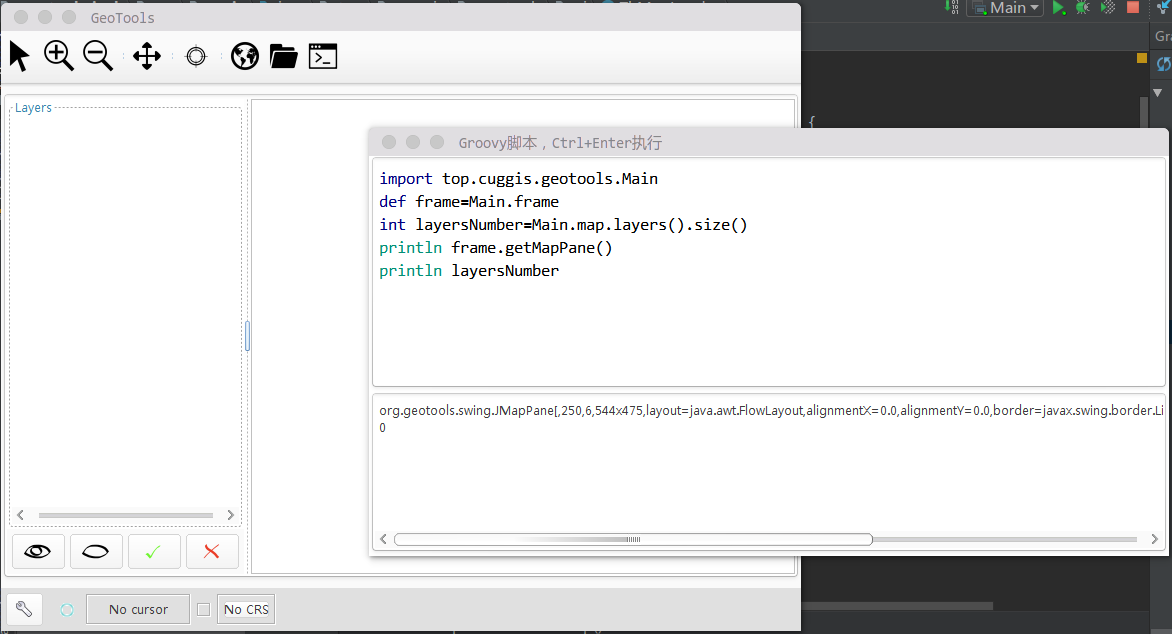 GeoTools
Main
Gra
Layers
{
Groovy脚本，Ctrl+Enter执行
import top.cuggis.geotools.Main
def frame=Main.frame
int layersNumber=Main.map.layers().size()
println frame.getMapPane()
println layersNumber
org.geotools.swing.JMapPane[,250,6,544x475,layout=java.awt.FlowLayout,alignmentX=0.0,alignmentY=0.0,border=javax.swing.border.Li
0
No cursor
No CRS